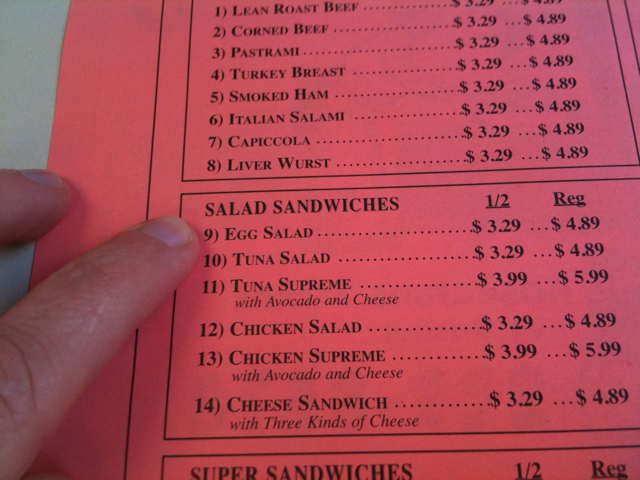 1) LEAN ROAST BEEF ................ $ 3.29 ...$ 4.89
2) CORNED BEEF ......................$ 3.29 ...$ 4.89
3) PASTRAMI ............................$ 3.29 ...$ 4.89
4) TURKEY BREAST .................$ 3.29 ...$ 4.89
5) SMOKED HAM .....................$ 3.29 ...$ 4.89
6) ITALIAN SALAMI .................$ 3.29 ...$ 4.89
7) CAPICCOLA ........................$ 3.29 ...$ 4.89
8) LIVER WURST .....................$ 3.29 ...$ 4.89
SALAD SANDWICHES 1/2 Reg
9) EGG SALAD ........................$ 3.29 ...$ 4.89
10) TUNA SALAD ....................$ 3.29 ...$ 4.89
11) TUNA SUPREME ................$ 3.99 ...$ 5.99
with Avocado and Cheese
12) CHICKEN SALAD ...............$ 3.29 ...$ 4.89
13) CHICKEN SUPREME ............$ 3.99 ...$ 5.99
with Avocado and Cheese
14) CHEESE SANDWICH ............$ 3.29 ...$ 4.89
with Three Kinds of Cheese
SUPER SANDWICHES 1/2 Reg